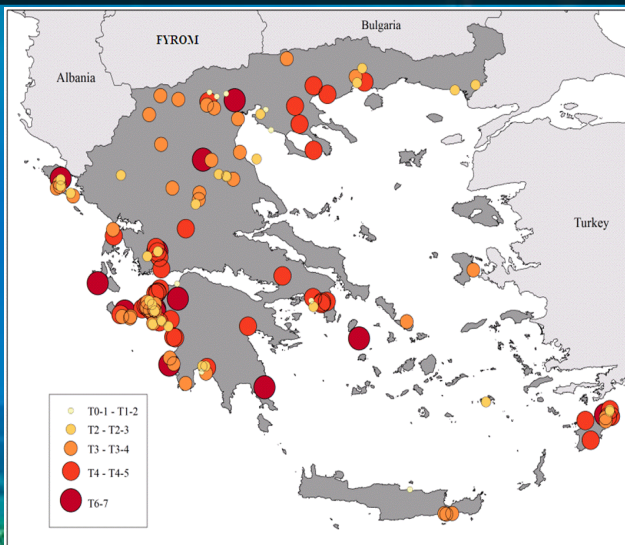 Bulgaria
FYROM
Albania
Turkey
T0-1 - T1-2
T2 - T2-3
T3 - T3-4
T4 - T4-5
T6-7